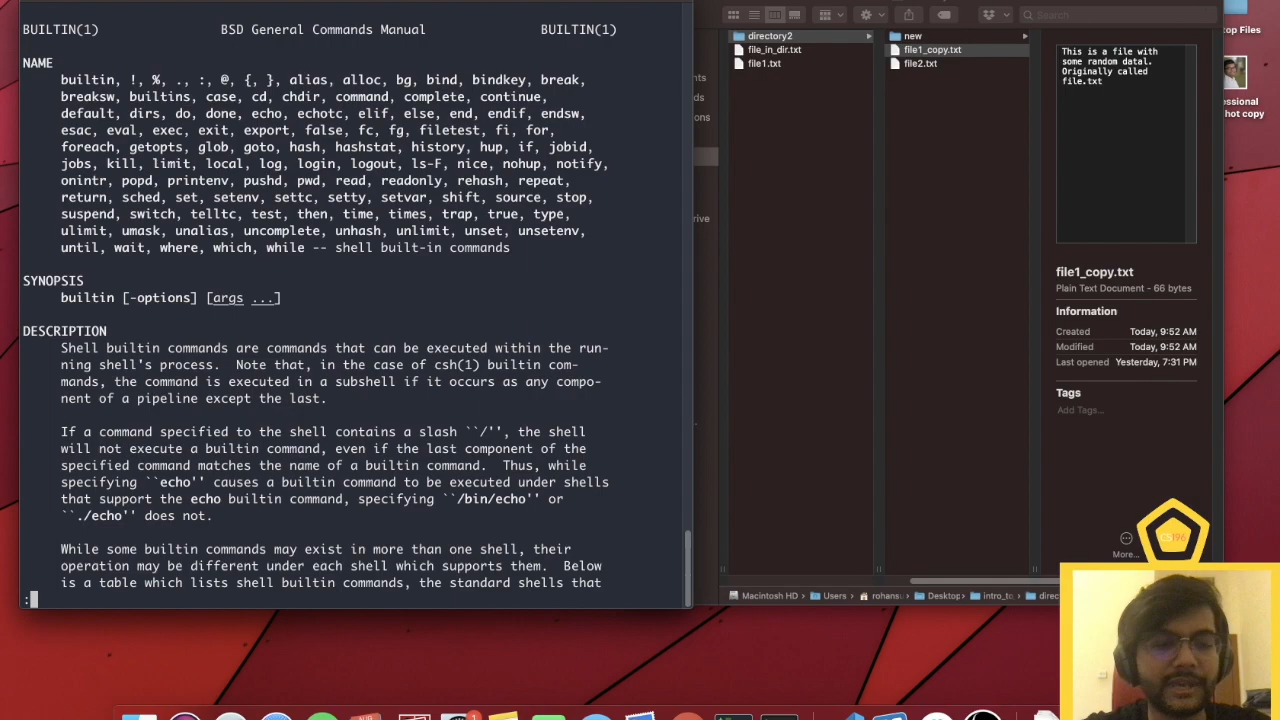 BUILTIN(1) BSD General Commands Manual BUILTIN(1)
NAME
builtin, !, %, ., :, @, {, }, alias, alloc, bg, bind, bindkey, break,
breaksw, builtins, case, cd, chdir, command, complete, continue,
default, dirs, do, done, echo, echotc, elif, else, end, endif, endsw,
esac, eval, exec, exit, export, false, fc, fg, filetest, fi, for,
foreach, getopts, glob, goto, hash, hashstat, history, hup, if, jobid,
jobs, kill, limit, local, log, login, logout, ls-F, nice, nohup, notify,
onintr, popd, printenv, pushd, pwd, read, readonly, rehash, repeat,
return, sched, set, setenv, settc, setty, setvar, shift, source, stop,
suspend, switch, telltc, test, then, time, times, trap, true, type,
ulimit, umask, unalias, uncomplete, unhash, unlimit, unset, unsetenv,
until, wait, where, which, while -- shell built-in commands
SYNOPSIS
builtin [-options] [args ...]
DESCRIPTION
Shell builtin commands are commands that can be executed within the run-
ning shell's process. Note that, in the case of csh(1) builtin com-
mands, the command is executed in a subshell if it occurs as any compo-
nent of a pipeline except the last.
If a command specified to the shell contains a slash ``/'', the shell
will not execute a builtin command, even if the last component of the
specified command matches the name of a builtin command. Thus, while
specifying ``echo'' causes a builtin command to be executed under shells
that support the echo builtin command, specifying ``/bin/echo'' or
``./echo'' does not.
While some builtin commands may exist in more than one shell, their
operation may be different under each shell which supports them. Below
is a table which lists shell builtin commands, the standard shells that
:
Search
directory2
file_in_dir.txt
file1.txt
new
file1_copy.txt
file2.txt
This is a file with
some random data1.
Originally called
file.txt
file1_copy.txt
Plain Text Document - 66 bytes
Information
Created Today, 9:52 AM
Modified Today, 9:52 AM
Last opened Yesterday, 7:31 PM
Tags
Add Tags...
More...
Macintosh HD
Users
rohansu
Desktop
intro_to
direc
top Files
essional
hot copy
CS196
1